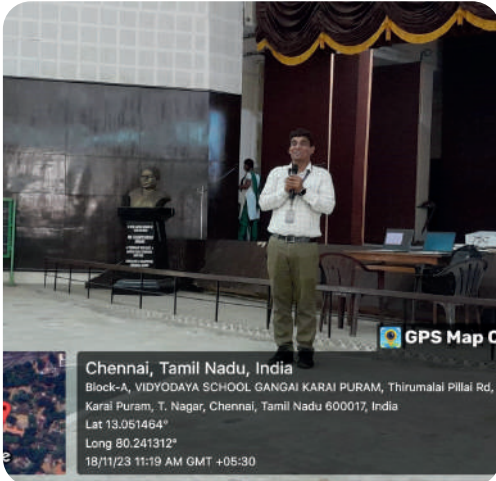 GPS Map C
Chennai, Tamil Nadu, India
Block-A, VIDYODAYA SCHOOL GANGAI KARAI PURAM, Thirumalai Pillai Rd,
Karai Puram, T. Nagar, Chennai, Tamil Nadu 600017, India
Lat 13.051464°
Long 80.241312°
18/11/23 11:19 AM GMT +05:30
e